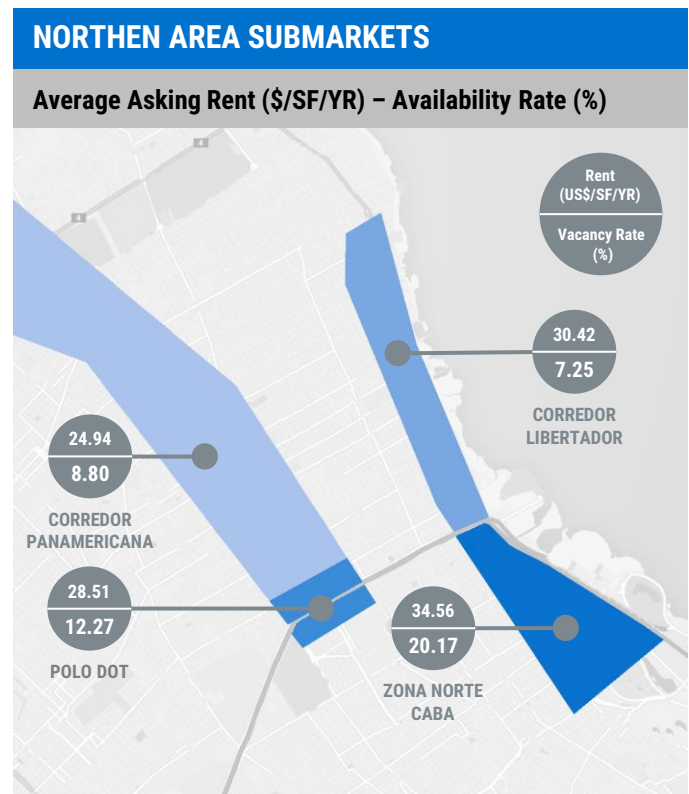 NORTHEN AREA SUBMARKETS
Average Asking Rent ($/SF/YR) – Availability Rate (%)
4
4
Rent
(US$/SF/YR)
Vacancy Rate
(%)
30.42
7.25
CORREDOR
LIBERTADOR
24.94
8.80
CORREDOR
PANAMERICANA
28.51
12.27
POLO DOT
34.56
20.17
ZONA NORTE
CABA